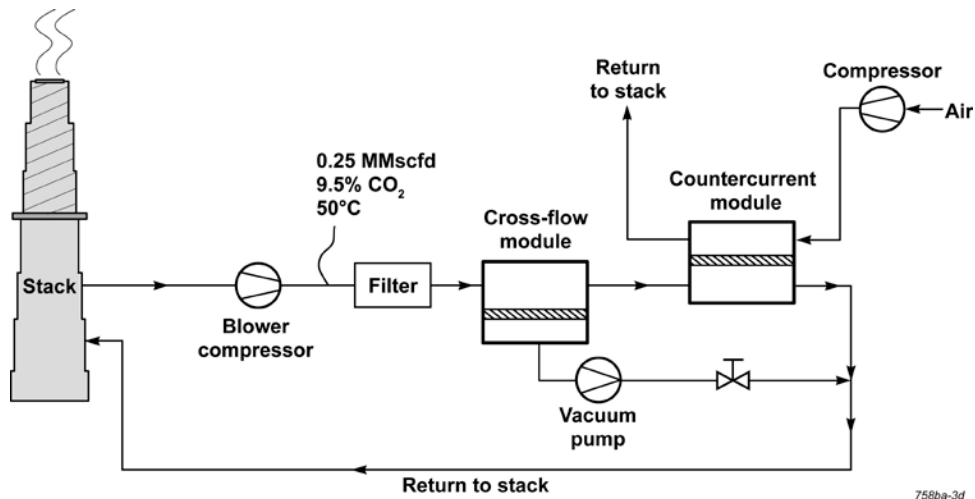 Return
to stack
Compressor
Air
0.25 MMscfd
9.5% CO₂
50°C
Countercurrent
module
Cross-flow
module
Stack
Filter
Blower
compressor
Vacuum
pump
Return to stack
758ba-3d